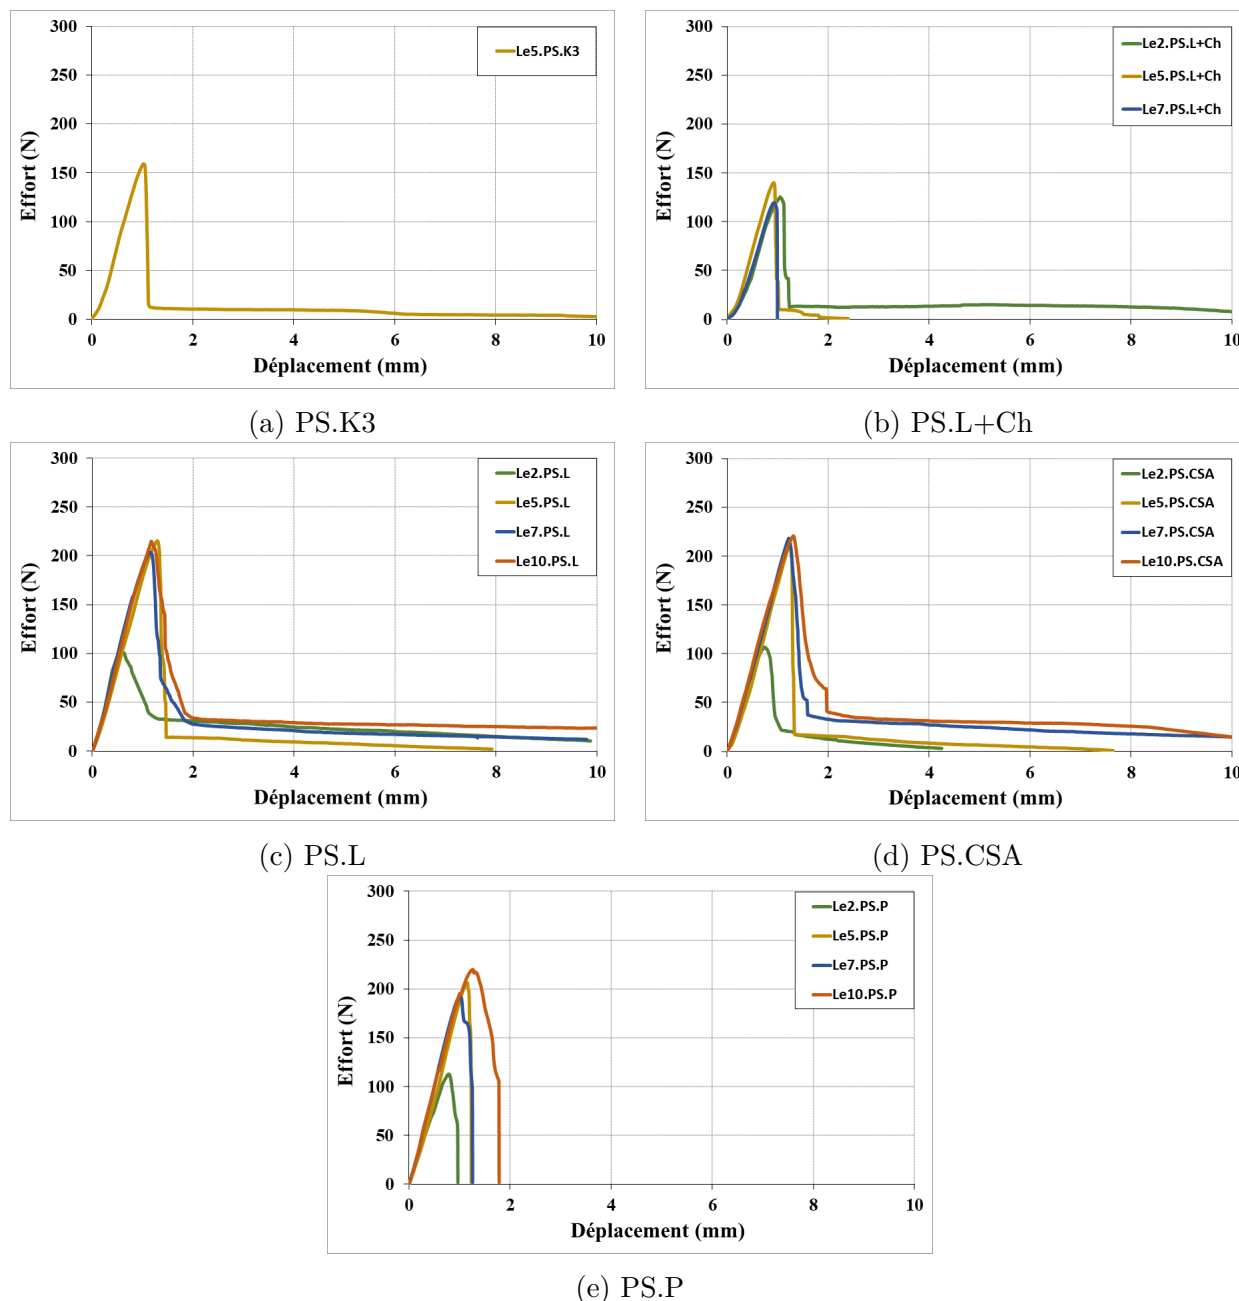 300
250
200
150
100
50
0
Effort (N)
0 2 4 6 8 10
Déplacement (mm)
Le5.PS.K3
(a) PS.K3
300
250
200
150
100
50
0
Effort (N)
0 2 4 6 8 10
Déplacement (mm)
Le2.PS.L+Ch
Le5.PS.L+Ch
Le7.PS.L+Ch
(b) PS.L+Ch
300
250
200
150
100
50
0
Effort (N)
0 2 4 6 8 10
Déplacement (mm)
Le2.PS.L
Le5.PS.L
Le7.PS.L
Le10.PS.L
(c) PS.L
300
250
200
150
100
50
0
Effort (N)
0 2 4 6 8 10
Déplacement (mm)
Le2.PS.CSA
Le5.PS.CSA
Le7.PS.CSA
Le10.PS.CSA
(d) PS.CSA
300
250
200
150
100
50
0
Effort (N)
0 2 4 6 8 10
Déplacement (mm)
Le2.PS.P
Le5.PS.P
Le7.PS.P
Le10.PS.P
(e) PS.P